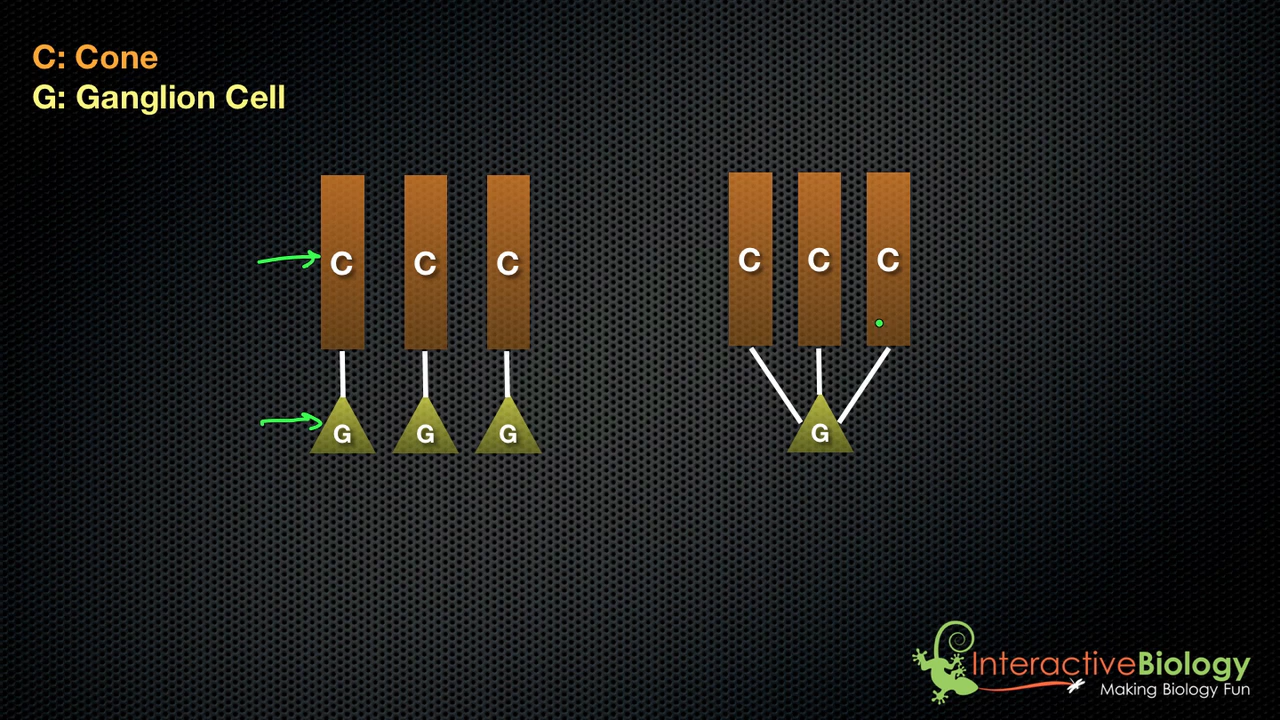 C: Cone
G: Ganglion Cell
C C C
C C C
G G G
G
InteractiveBiology
Making Biology Fun